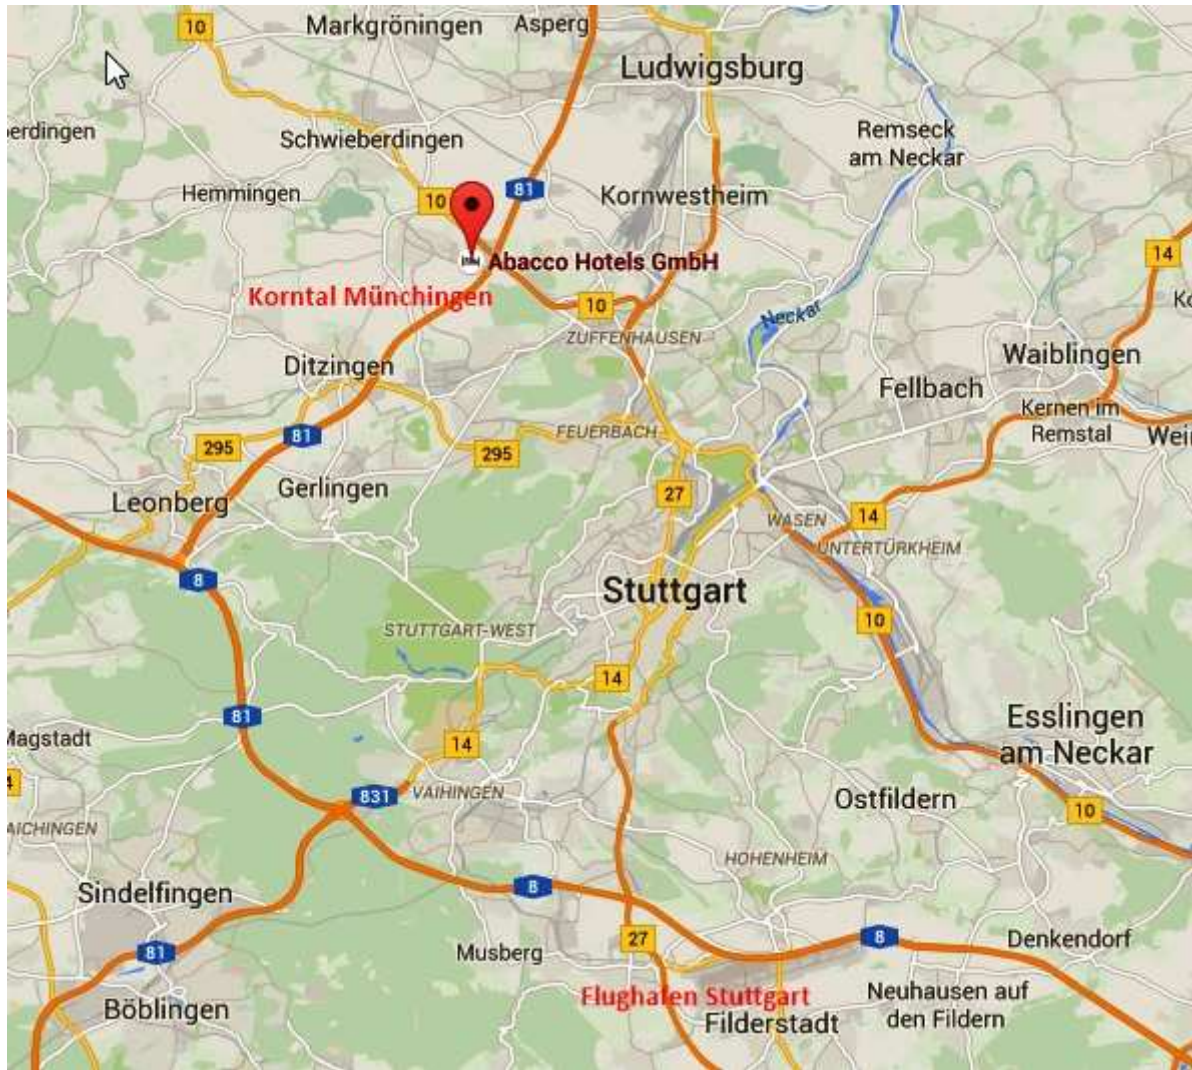 10
Markgröningen
Asperg
Ludwigsburg
erdingen
Schwieberdingen
Remseck
am Neckar
Hemmingen
10
81
Kornwestheim
14
Abacco Hotels GmbH
Korntal Münchingen
10
Neckar
ZUFFENHAUSEN
Ditzingen
Waiblingen
Fellbach
Kernen im
Remstal
81
FEUERBACH
295
295
Leonberg
Gerlingen
27
14
WASEN
UNTERTÜRKHEIM
8
Stuttgart
10
STUTTGART-WEST
14
81
Magstadt
14
Esslingen
am Neckar
831
VAIHINGEN
Ostfildern
10
AICHINGEN
HOHENHEIM
Sindelfingen
8
81
Musberg
27
8
Denkendorf
Flughafen Stuttgart
Neuhausen auf
den Fildern
Böblingen
Filderstadt